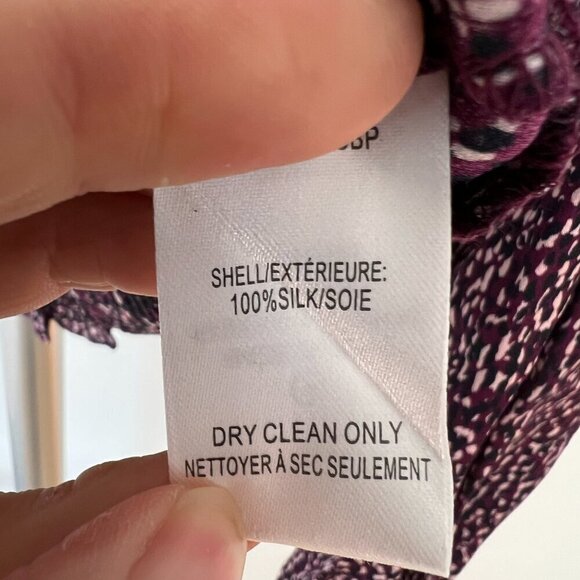 SHELL/EXTÉRIEURE:
100%SILK/SOIE
DRY CLEAN ONLY
NETTOYER À SEC SEULEMENT